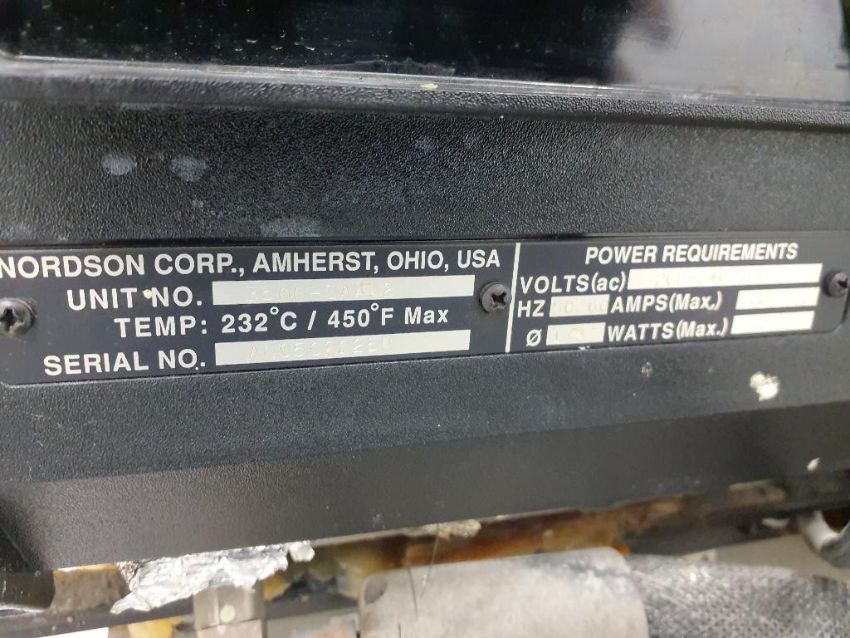 NORDSON CORP., AMHERST, OHIO, USA
UNIT NO.
TEMP: 232°C / 450°F Max
SERIAL NO.
POWER REQUIREMENTS
VOLTS(ac)
HZ AMPS(Max.)
Ø WATTS(Max.)